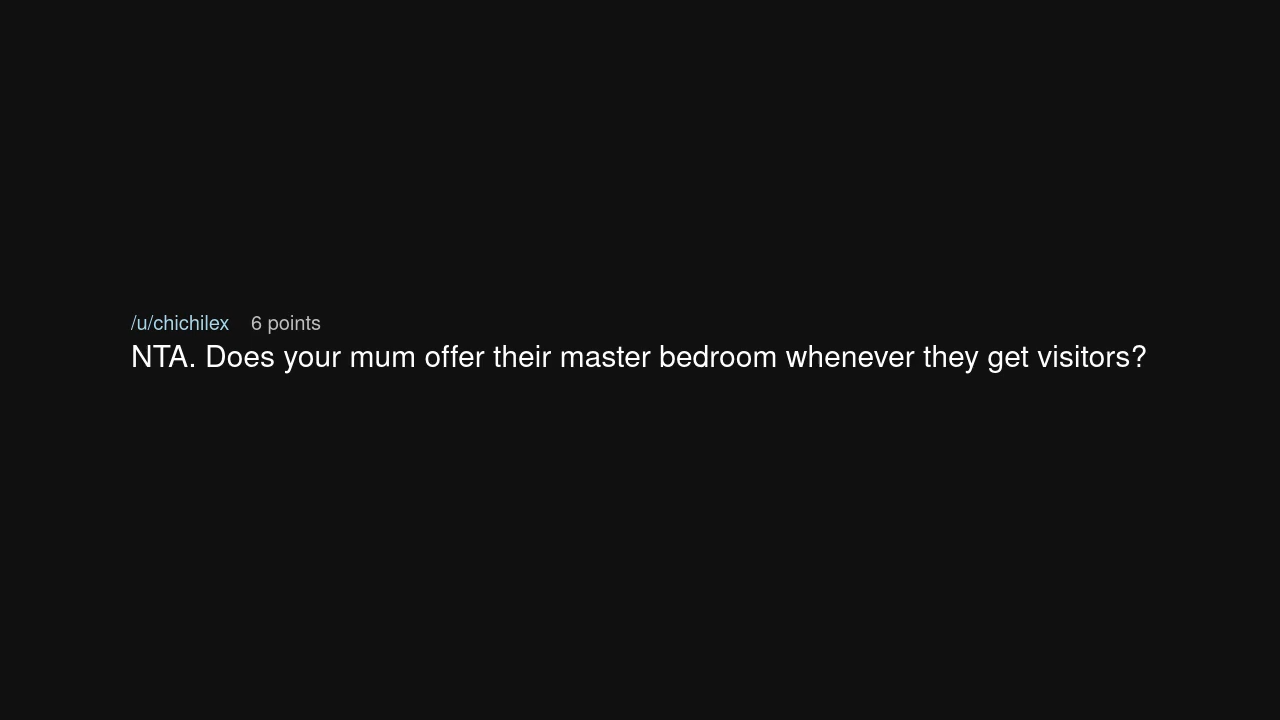 /u/chichilex 6 points
NTA. Does your mum offer their master bedroom whenever they get visitors?